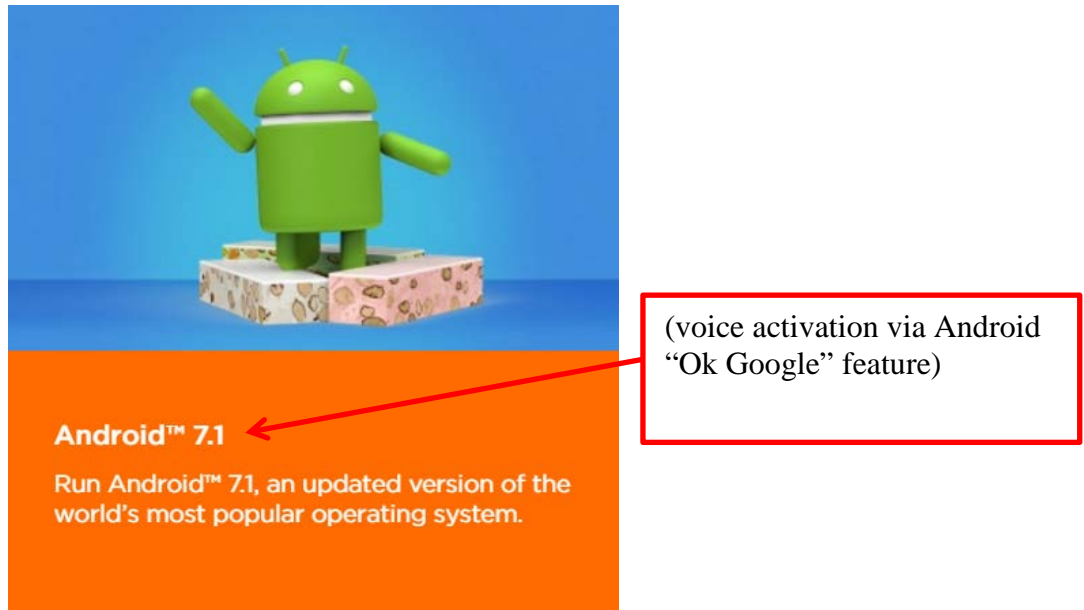 (voice activation via Android
“Ok Google” feature)
Android™ 7.1
Run Android™ 7.1, an updated version of the
world's most popular operating system.